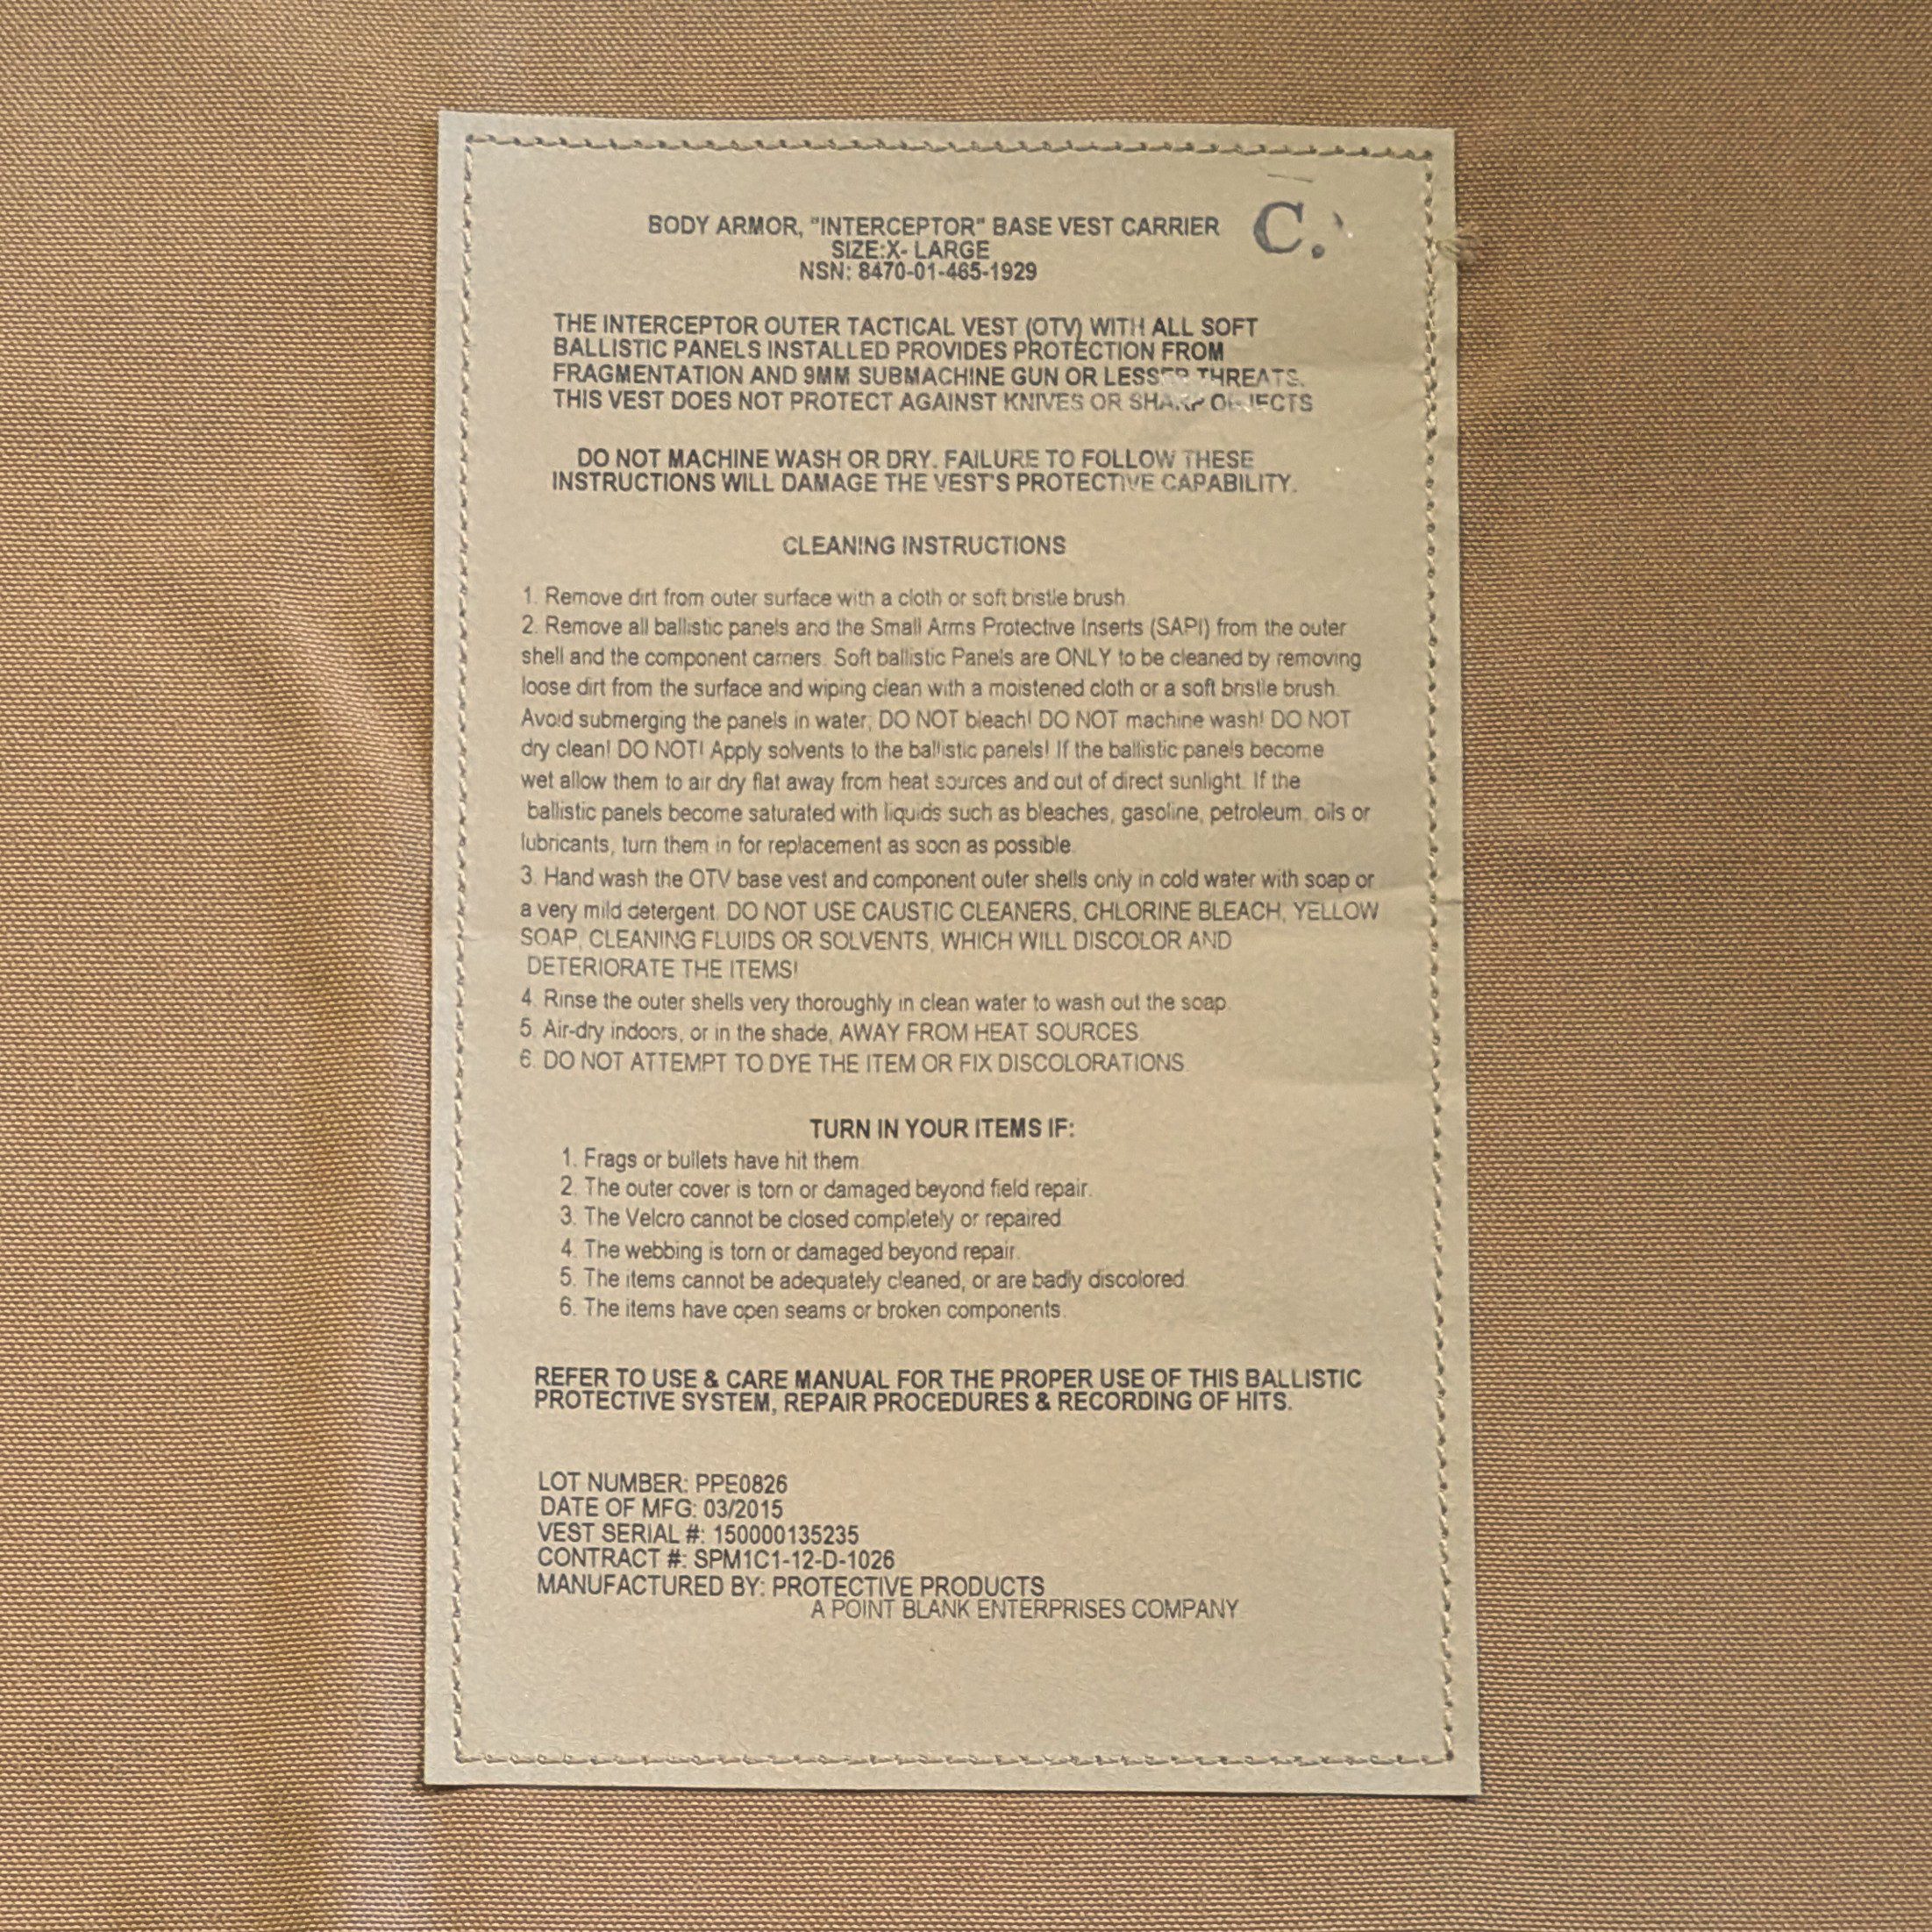 BODY ARMOR, "INTERCEPTOR" BASE VEST CARRIER C.
SIZE:X- LARGE
NSN: 8470-01-465-1929
THE INTERCEPTOR OUTER TACTICAL VEST (OTV) WITH ALL SOFT
BALLISTIC PANELS INSTALLED PROVIDES PROTECTION FROM
FRAGMENTATION AND 9MM SUBMACHINE GUN OR LESSER THREATS.
THIS VEST DOES NOT PROTECT AGAINST KNIVES OR SHARP OBJECTS
DO NOT MACHINE WASH OR DRY. FAILURE TO FOLLOW THESE
INSTRUCTIONS WILL DAMAGE THE VEST'S PROTECTIVE CAPABILITY.
CLEANING INSTRUCTIONS
1. Remove dirt from outer surface with a cloth or soft bristle brush.
2. Remove all ballistic panels and the Small Arms Protective Inserts (SAPI) from the outer
shell and the component carriers. Soft ballistic Panels are ONLY to be cleaned by removing
loose dirt from the surface and wiping clean with a moistened cloth or a soft bristle brush.
Avoid submerging the panels in water; DO NOT bleach! DO NOT machine wash! DO NOT
dry clean! DO NOT! Apply solvents to the ballistic panels! If the ballistic panels become
wet allow them to air dry flat away from heat sources and out of direct sunlight. If the
ballistic panels become saturated with liquids such as bleaches, gasoline, petroleum, oils or
lubricants, turn them in for replacement as soon as possible.
3. Hand wash the OTV base vest and component outer shells only in cold water with soap or
a very mild detergent. DO NOT USE CAUSTIC CLEANERS, CHLORINE BLEACH, YELLOW
SOAP, CLEANING FLUIDS OR SOLVENTS, WHICH WILL DISCOLOR AND
DETERIORATE THE ITEMS!
4. Rinse the outer shells very thoroughly in clean water to wash out the soap.
5. Air-dry indoors, or in the shade, AWAY FROM HEAT SOURCES.
6. DO NOT ATTEMPT TO DYE THE ITEM OR FIX DISCOLORATIONS.
TURN IN YOUR ITEMS IF:
1. Frags or bullets have hit them.
2. The outer cover is torn or damaged beyond field repair.
3. The Velcro cannot be closed completely or repaired.
4. The webbing is torn or damaged beyond repair.
5. The items cannot be adequately cleaned, or are badly discolored.
6. The items have open seams or broken components.
REFER TO USE & CARE MANUAL FOR THE PROPER USE OF THIS BALLISTIC
PROTECTIVE SYSTEM, REPAIR PROCEDURES & RECORDING OF HITS.
LOT NUMBER: PPE0826
DATE OF MFG: 03/2015
VEST SERIAL #: 150000135235
CONTRACT #: SPM1C1-12-D-1026
MANUFACTURED BY: PROTECTIVE PRODUCTS
A POINT BLANK ENTERPRISES COMPANY